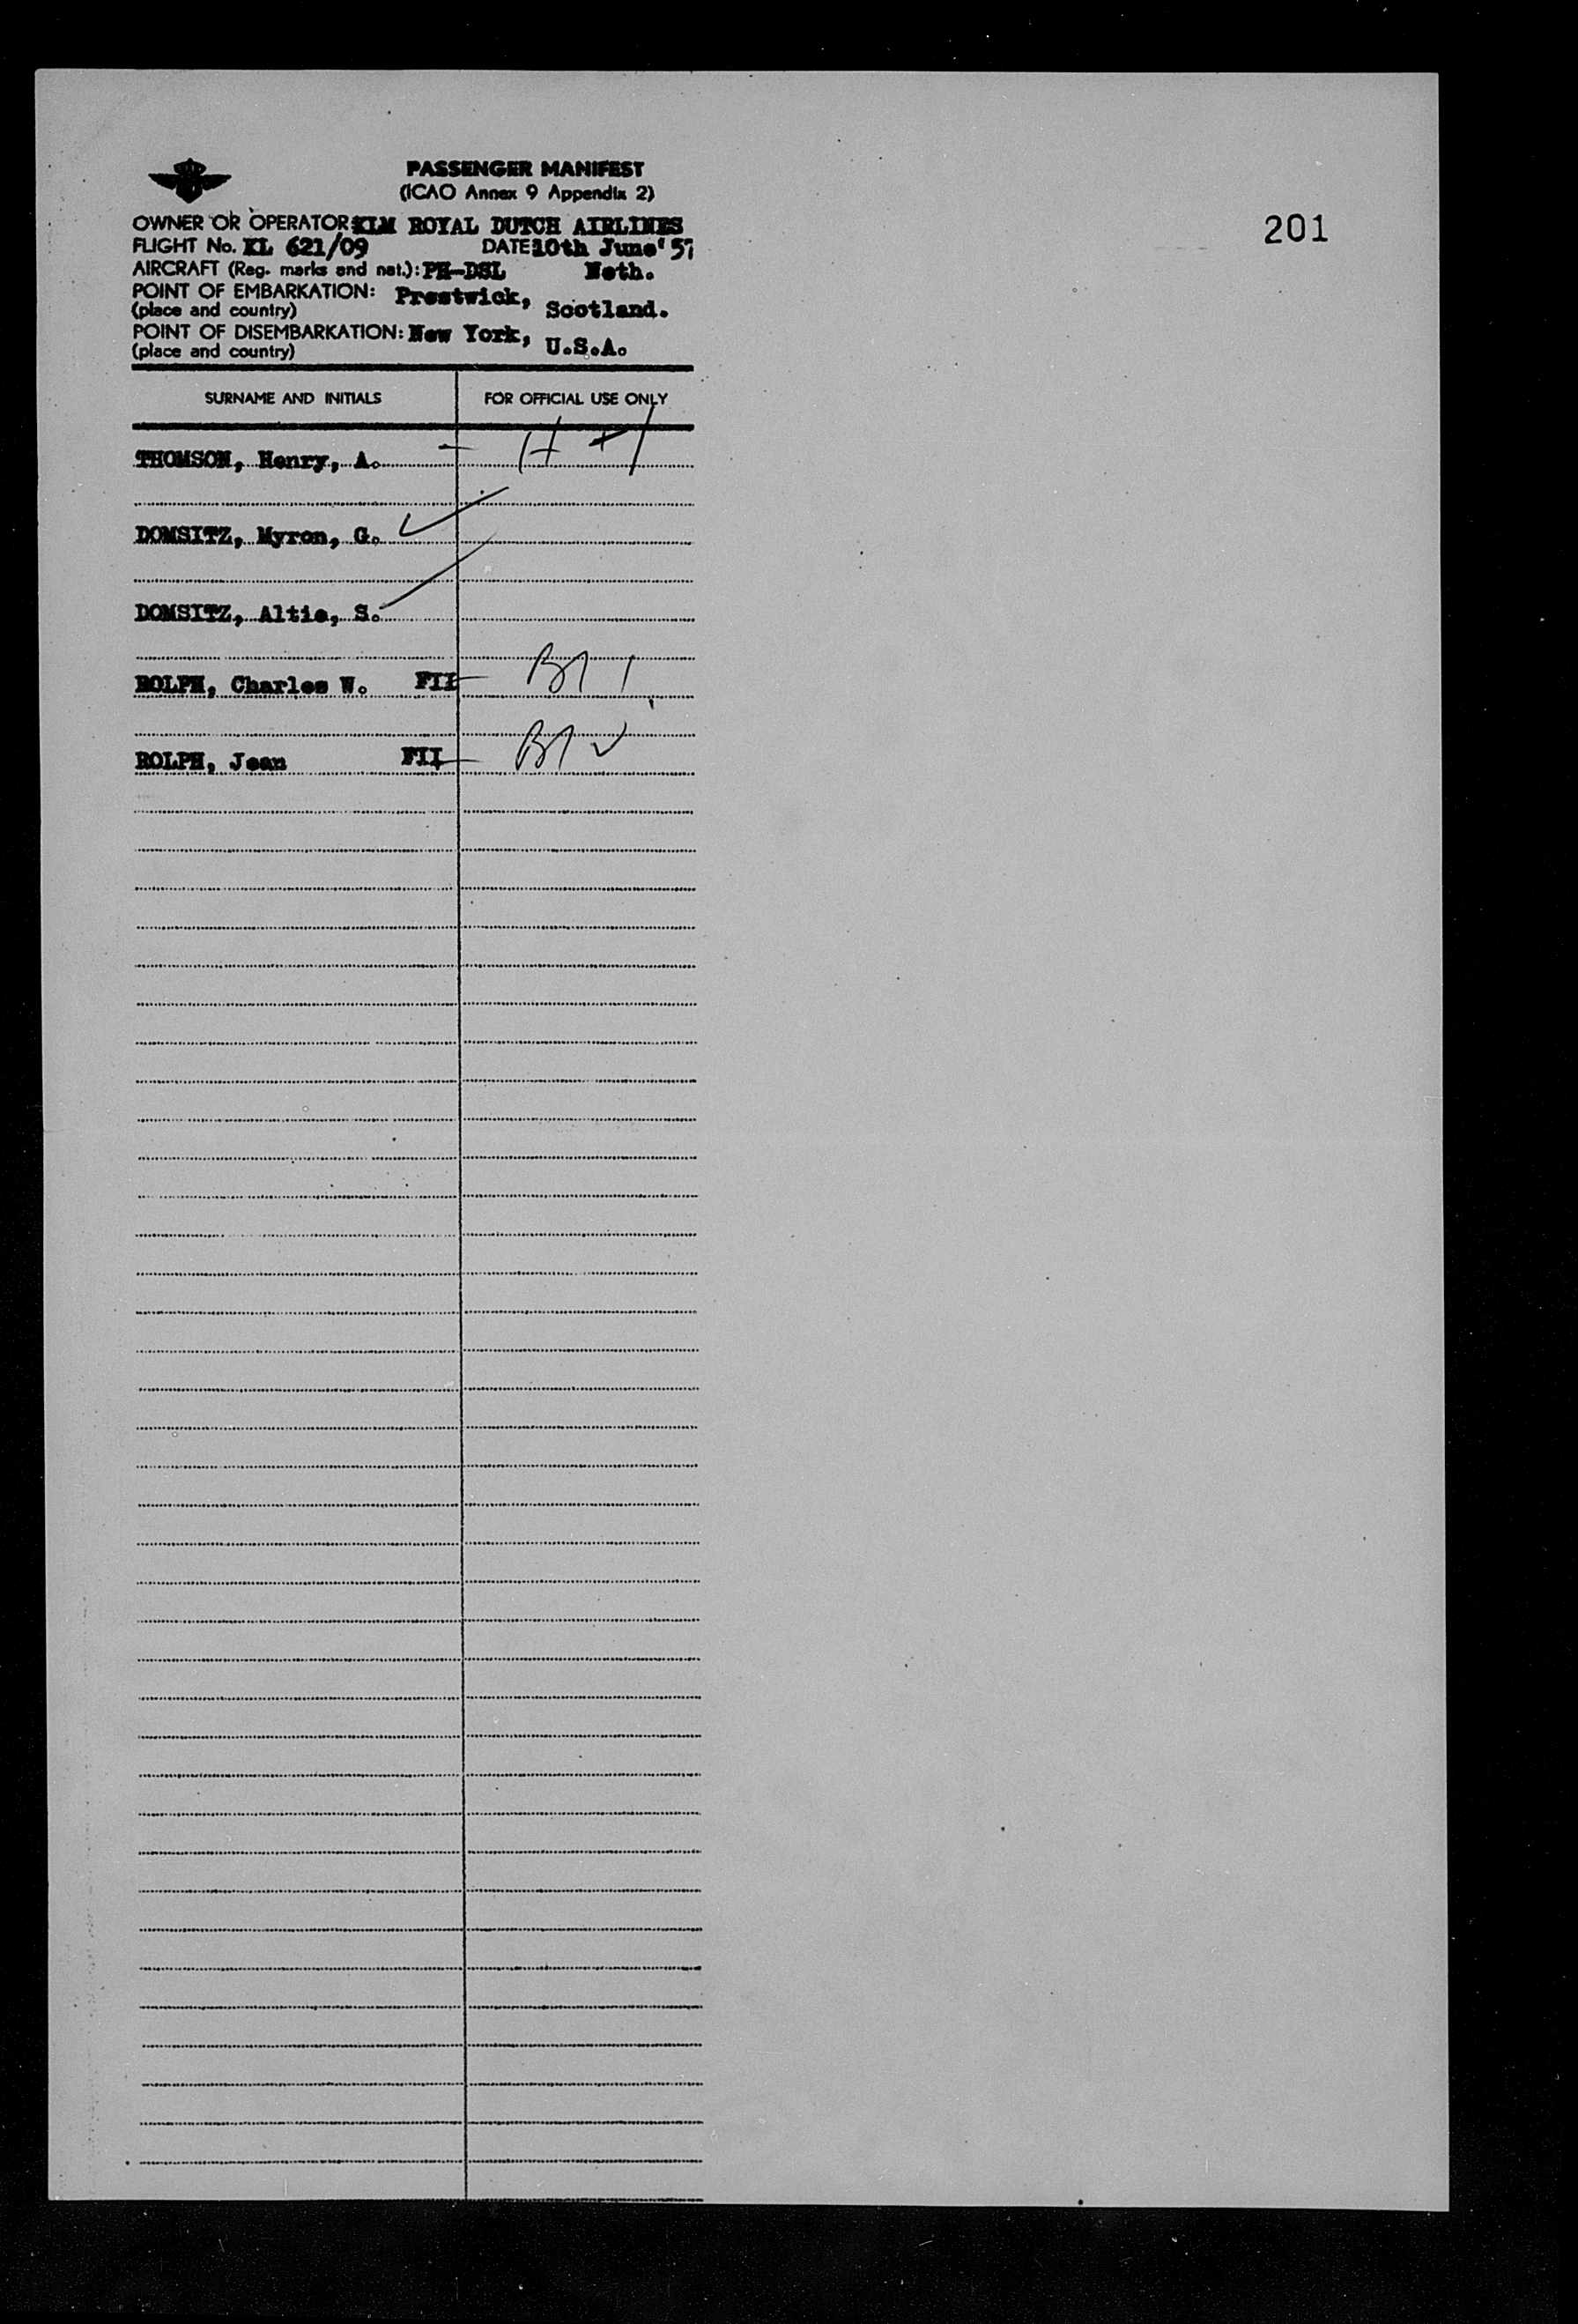 PASSENGER MANIFEST
(ICAO Annex 9 Appendix 2)
201
OWNER OR OPERATOR KLM ROYAL DUTCH AIRLINES
FLIGHT No. KL 621/09 DATE 10th June' 57
AIRCRAFT (Reg. marks and nat.): PH-DSL Neth.
POINT OF EMBARKATION: Prestwick, Scotland.
(place and country)
POINT OF DISEMBARKATION: New York, U.S.A.
(place and country)
SURNAME AND INITIALS FOR OFFICIAL USE ONLY
THOMSON, Henry, A.
DOMSITZ, Myron, G.
DOMSITZ, Altie, S.
ROLPH, Charles W. FII
ROLPH, Jean FII